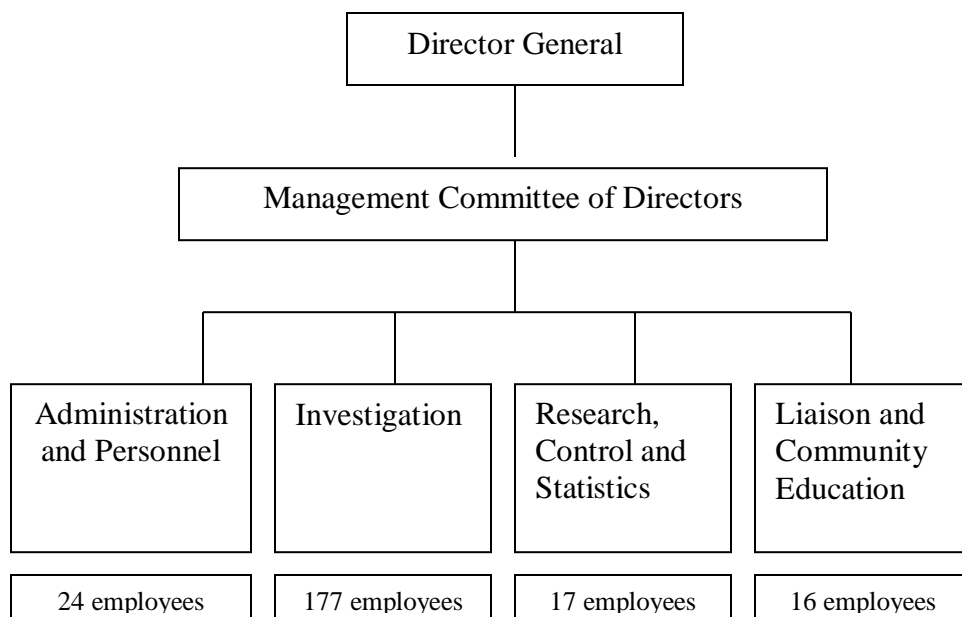 Director General
Management Committee of Directors
Administration
and Personnel
Investigation
Research,
Control and
Statistics
Liaison and
Community
Education
24 employees
177 employees
17 employees
16 employees